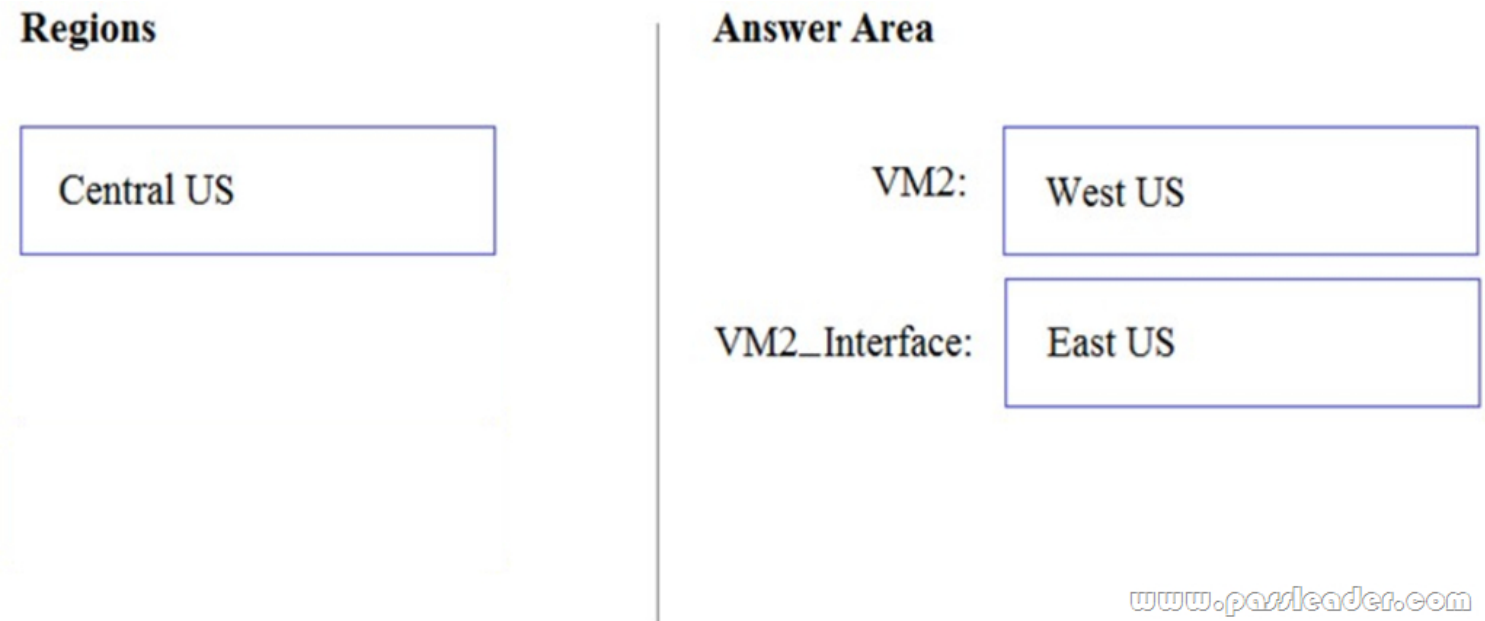 Regions
Answer Area
Central US
VM2:
West US
VM2_Interface:
East US
www.passleader.com